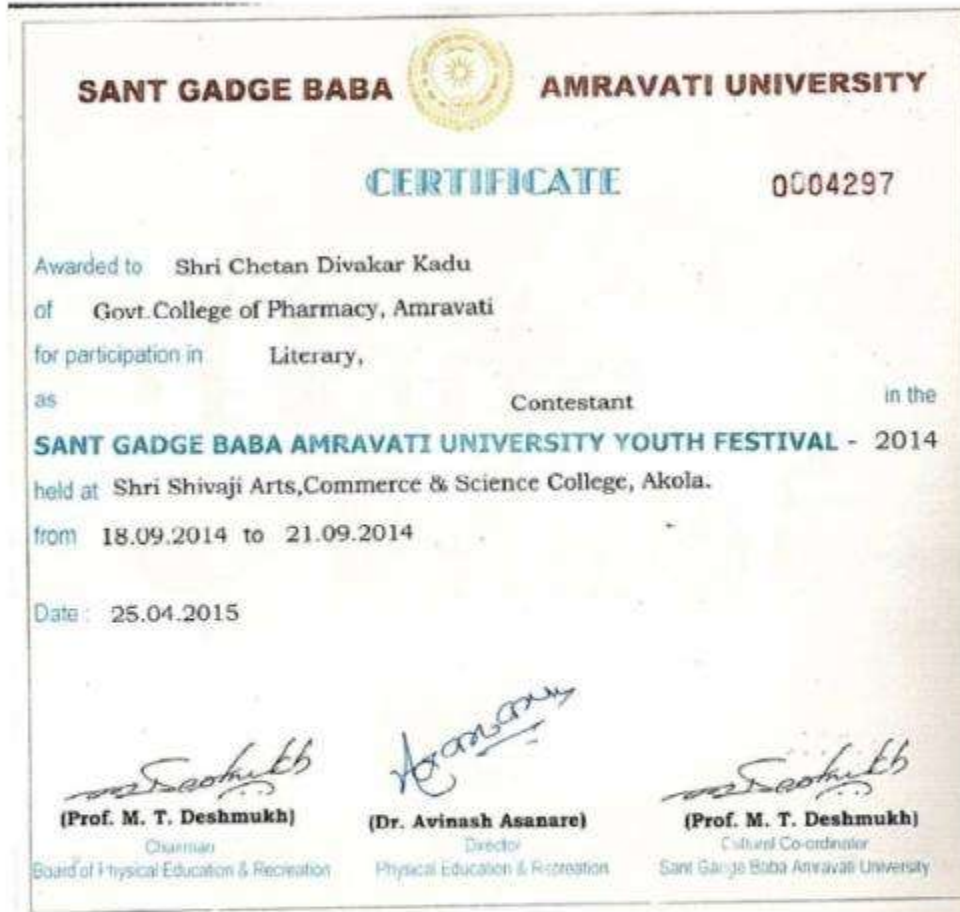 SANT GADGE BABA AMRAVATI UNIVERSITY
CERTIFICATE 0004297
Awarded to Shri Chetan Divakar Kadu
of Govt.College of Pharmacy, Amravati
for participation in Literary,
as Contestant in the
SANT GADGE BABA AMRAVATI UNIVERSITY YOUTH FESTIVAL - 2014
held at Shri Shivaji Arts,Commerce & Science College, Akola.
from 18.09.2014 to 21.09.2014
Date : 25.04.2015
(Prof. M. T. Deshmukh) (Dr. Avinash Asanare) (Prof. M. T. Deshmukh)
Chairman Director Cultural Co-ordinator
Board of Physical Education & Recreation Physical Education & Recreation Sant Gadge Baba Amravati University